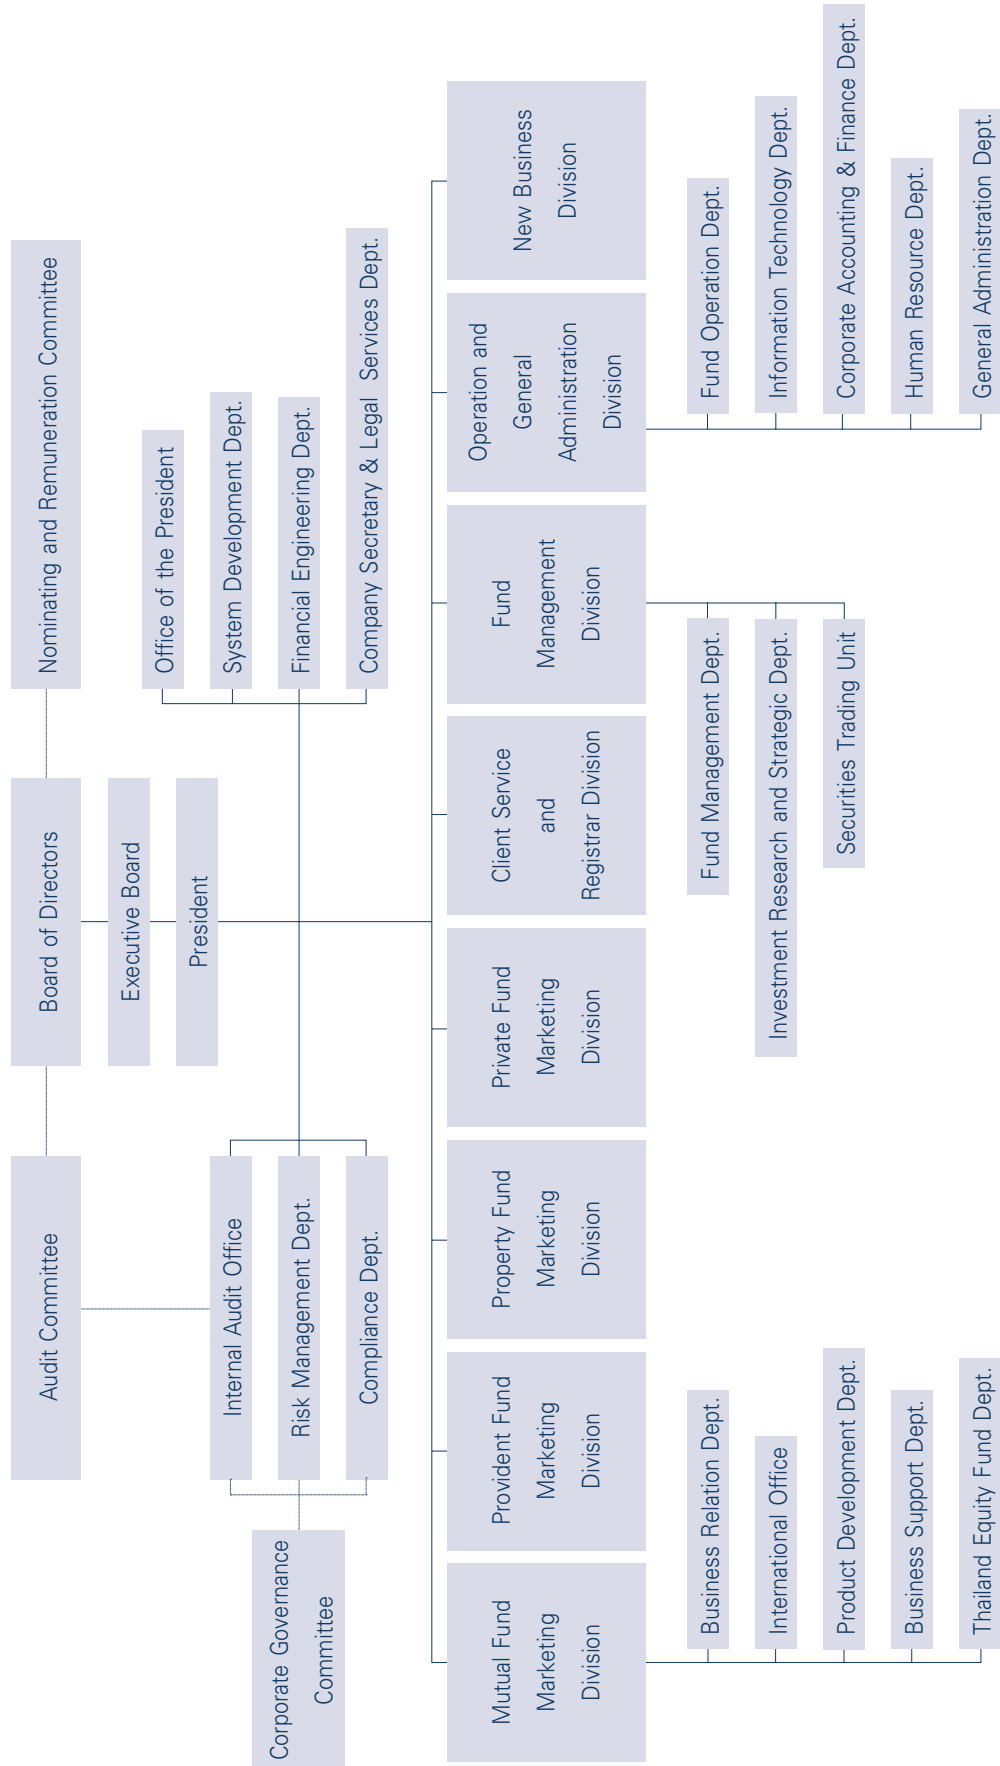 Audit Committee
Board of Directors
Nominating and Remuneration Committee
Executive Board
President
Office of the President
System Development Dept.
Financial Engineering Dept.
Company Secretary & Legal Services Dept.
Internal Audit Office
Risk Management Dept.
Compliance Dept.
Corporate Governance
Committee
Mutual Fund
Marketing
Division
Provident Fund
Marketing
Division
Property Fund
Marketing
Division
Private Fund
Marketing
Division
Client Service
and
Registrar Division
Fund
Management
Division
Operation and
General
Administration
Division
New Business
Division
Business Relation Dept.
International Office
Product Development Dept.
Business Support Dept.
Thailand Equity Fund Dept.
Fund Management Dept.
Investment Research and Strategic Dept.
Securities Trading Unit
Fund Operation Dept.
Information Technology Dept.
Corporate Accounting & Finance Dept.
Human Resource Dept.
General Administration Dept.